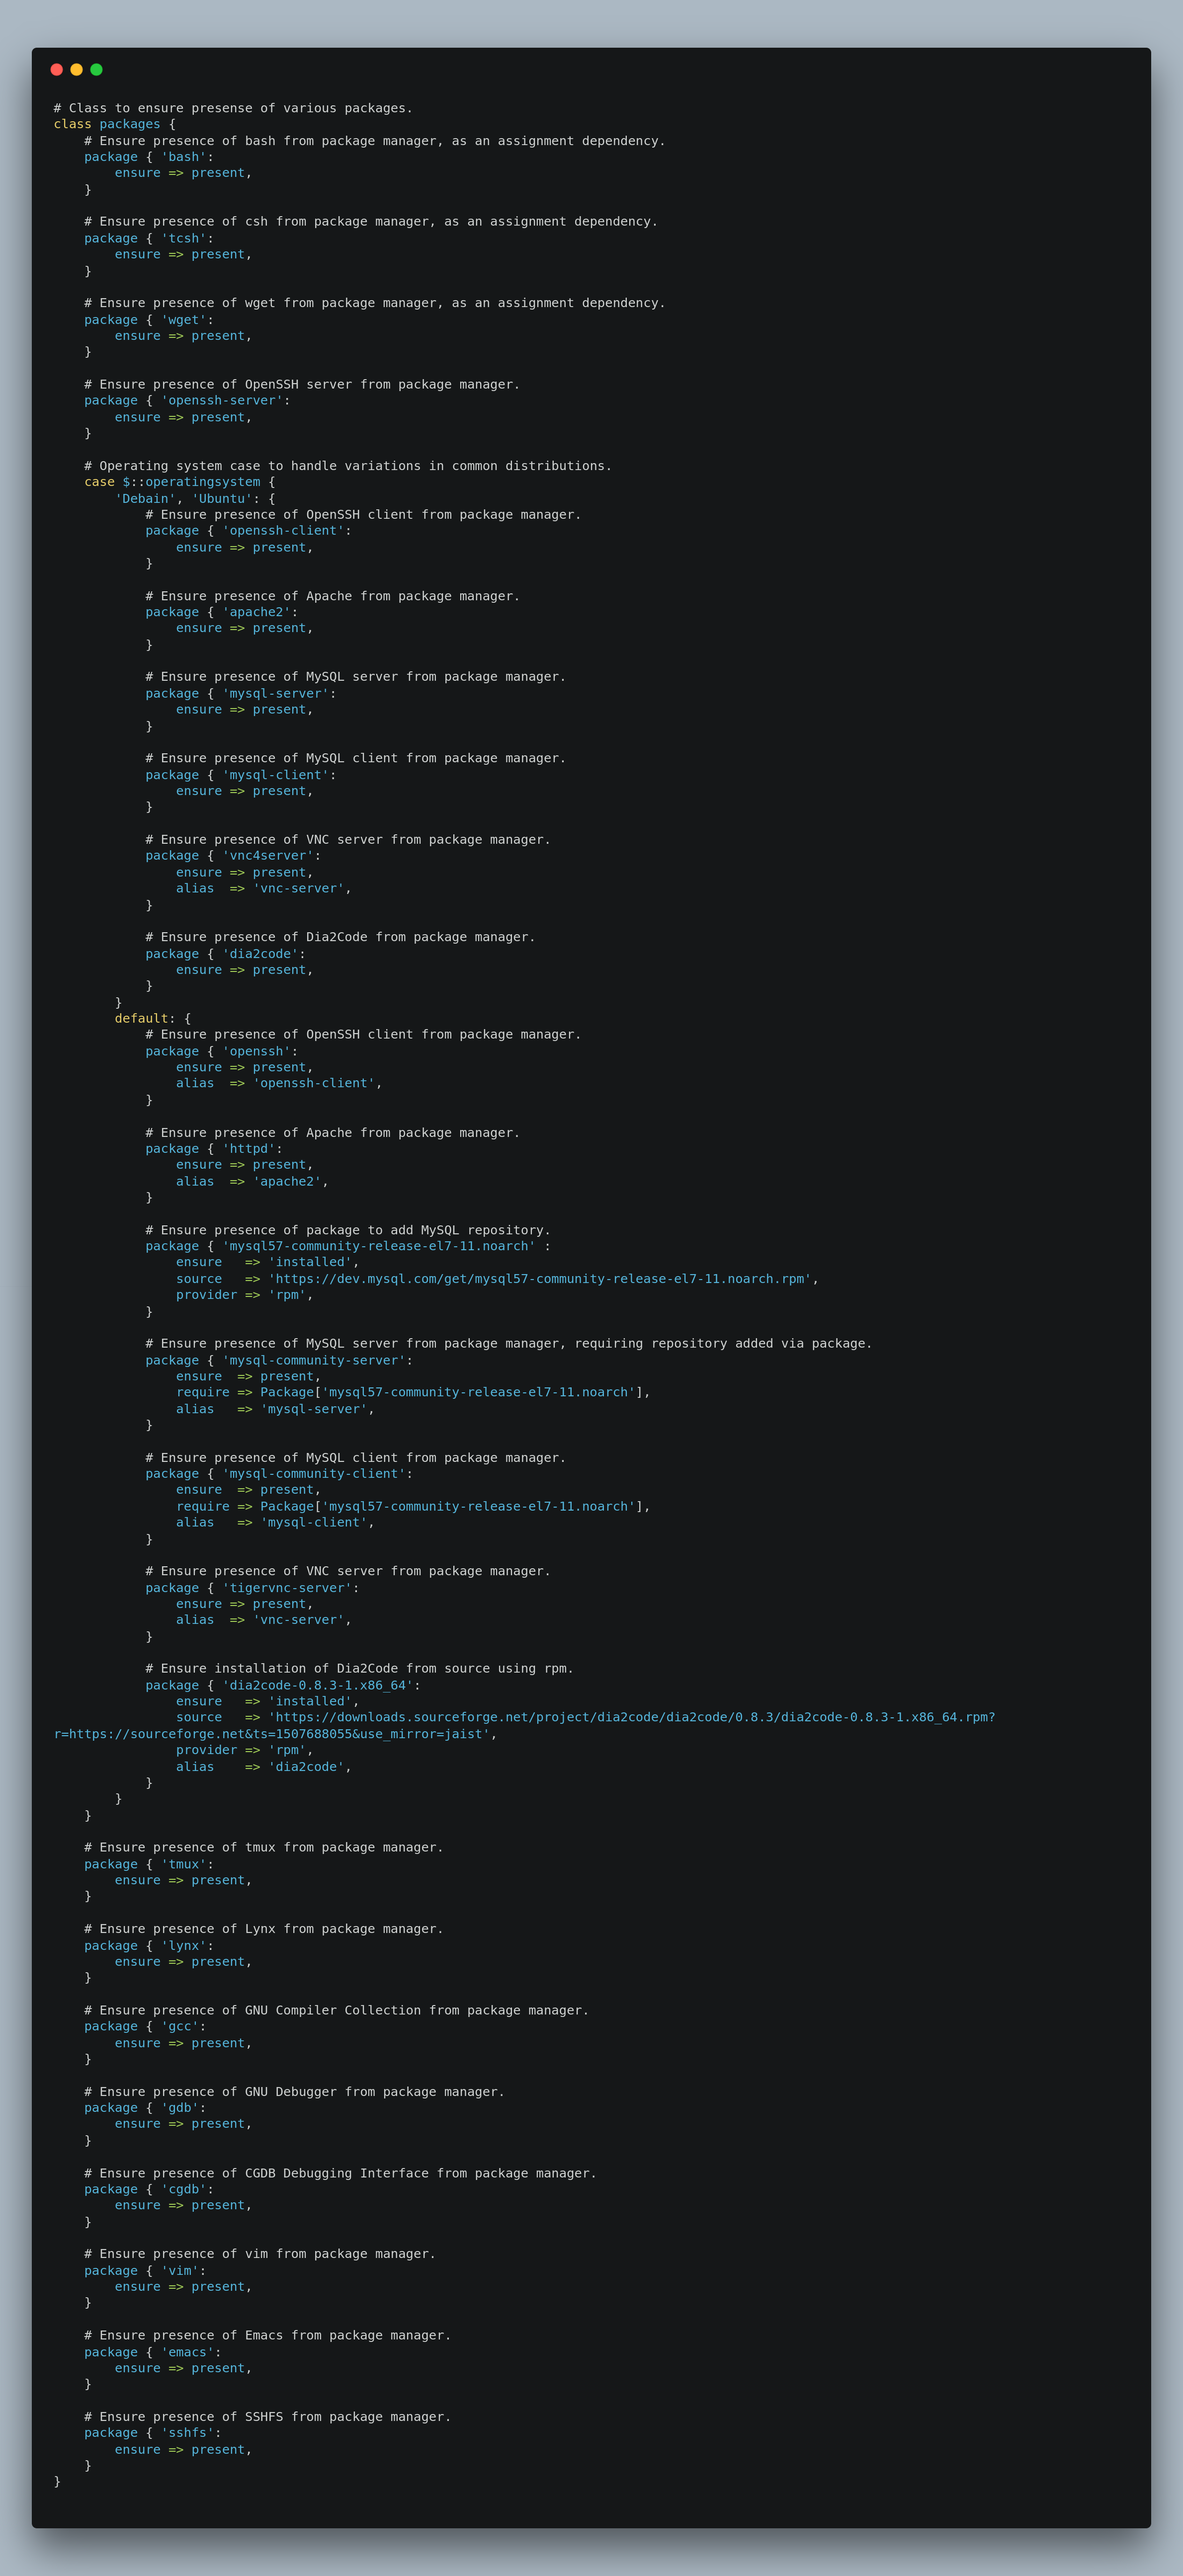 # Class to ensure presense of various packages.
class packages {
    # Ensure presence of bash from package manager, as an assignment dependency.
    package { 'bash':
        ensure => present,
    }

    # Ensure presence of csh from package manager, as an assignment dependency.
    package { 'tcsh':
        ensure => present,
    }

    # Ensure presence of wget from package manager, as an assignment dependency.
    package { 'wget':
        ensure => present,
    }

    # Ensure presence of OpenSSH server from package manager.
    package { 'openssh-server':
        ensure => present,
    }

    # Operating system case to handle variations in common distributions.
    case $::operatingsystem {
        'Debain', 'Ubuntu': {
            # Ensure presence of OpenSSH client from package manager.
            package { 'openssh-client':
                ensure => present,
            }

            # Ensure presence of Apache from package manager.
            package { 'apache2':
                ensure => present,
            }

            # Ensure presence of MySQL server from package manager.
            package { 'mysql-server':
                ensure => present,
            }

            # Ensure presence of MySQL client from package manager.
            package { 'mysql-client':
                ensure => present,
            }

            # Ensure presence of VNC server from package manager.
            package { 'vnc4server':
                ensure => present,
                alias  => 'vnc-server',
            }

            # Ensure presence of Dia2Code from package manager.
            package { 'dia2code':
                ensure => present,
            }
        }
        default: {
            # Ensure presence of OpenSSH client from package manager.
            package { 'openssh':
                ensure => present,
                alias  => 'openssh-client',
            }

            # Ensure presence of Apache from package manager.
            package { 'httpd':
                ensure => present,
                alias  => 'apache2',
            }

            # Ensure presence of package to add MySQL repository.
            package { 'mysql57-community-release-el7-11.noarch' :
                ensure   => 'installed',
                source   => 'https://dev.mysql.com/get/mysql57-community-release-el7-11.noarch.rpm',
                provider => 'rpm',
            }

            # Ensure presence of MySQL server from package manager, requiring repository added via package.
            package { 'mysql-community-server':
                ensure  => present,
                require => Package['mysql57-community-release-el7-11.noarch'],
                alias   => 'mysql-server',
            }

            # Ensure presence of MySQL client from package manager.
            package { 'mysql-community-client':
                ensure  => present,
                require => Package['mysql57-community-release-el7-11.noarch'],
                alias   => 'mysql-client',
            }

            # Ensure presence of VNC server from package manager.
            package { 'tigervnc-server':
                ensure => present,
                alias  => 'vnc-server',
            }

            # Ensure installation of Dia2Code from source using rpm.
            package { 'dia2code-0.8.3-1.x86_64':
                ensure   => 'installed',
                source   => 'https://downloads.sourceforge.net/project/dia2code/dia2code/0.8.3/dia2code-0.8.3-1.x86_64.rpm?
r=https://sourceforge.net&ts=1507688055&use_mirror=jaist',
                provider => 'rpm',
                alias    => 'dia2code',
            }
        }
    }

    # Ensure presence of tmux from package manager.
    package { 'tmux':
        ensure => present,
    }

    # Ensure presence of Lynx from package manager.
    package { 'lynx':
        ensure => present,
    }

    # Ensure presence of GNU Compiler Collection from package manager.
    package { 'gcc':
        ensure => present,
    }

    # Ensure presence of GNU Debugger from package manager.
    package { 'gdb':
        ensure => present,
    }

    # Ensure presence of CGDB Debugging Interface from package manager.
    package { 'cgdb':
        ensure => present,
    }

    # Ensure presence of vim from package manager.
    package { 'vim':
        ensure => present,
    }

    # Ensure presence of Emacs from package manager.
    package { 'emacs':
        ensure => present,
    }

    # Ensure presence of SSHFS from package manager.
    package { 'sshfs':
        ensure => present,
    }
}